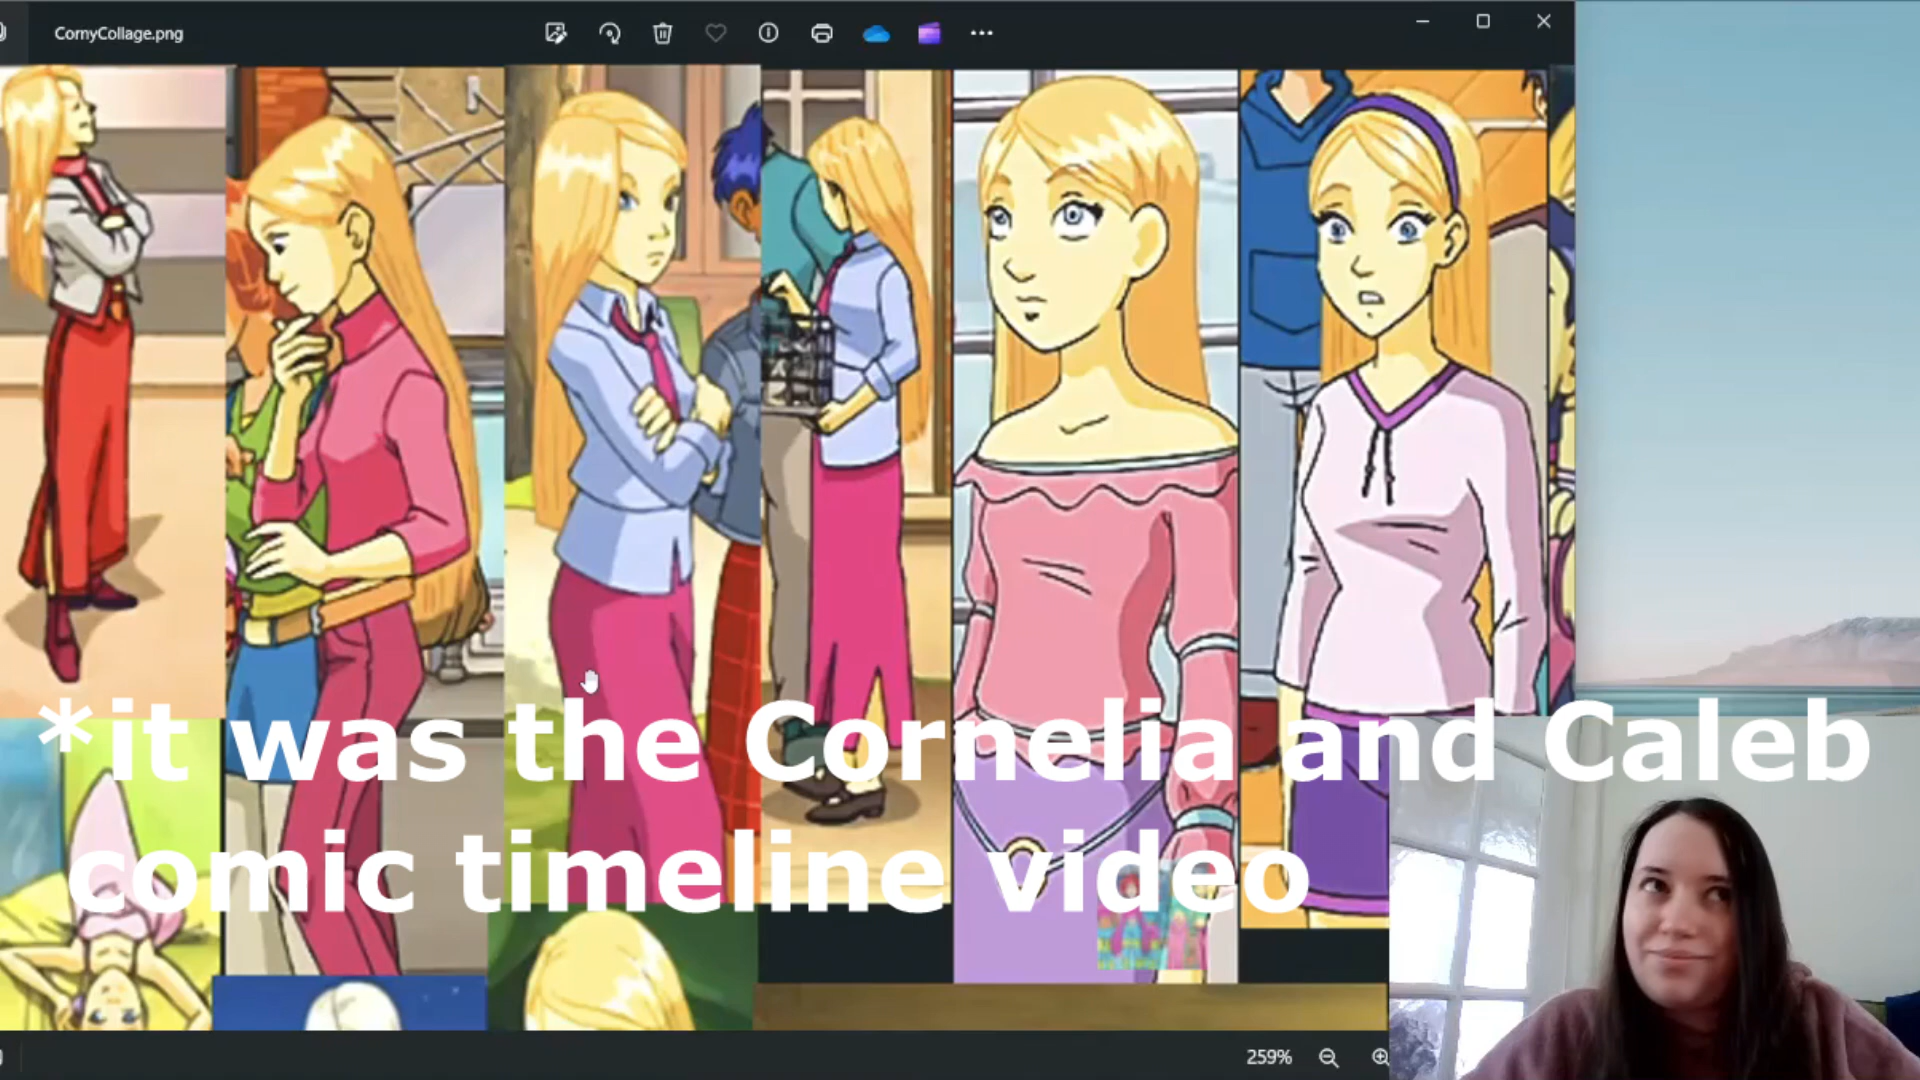 CornyCollage.png
*it was the Cornelia and Caleb
comic timeline video
259%